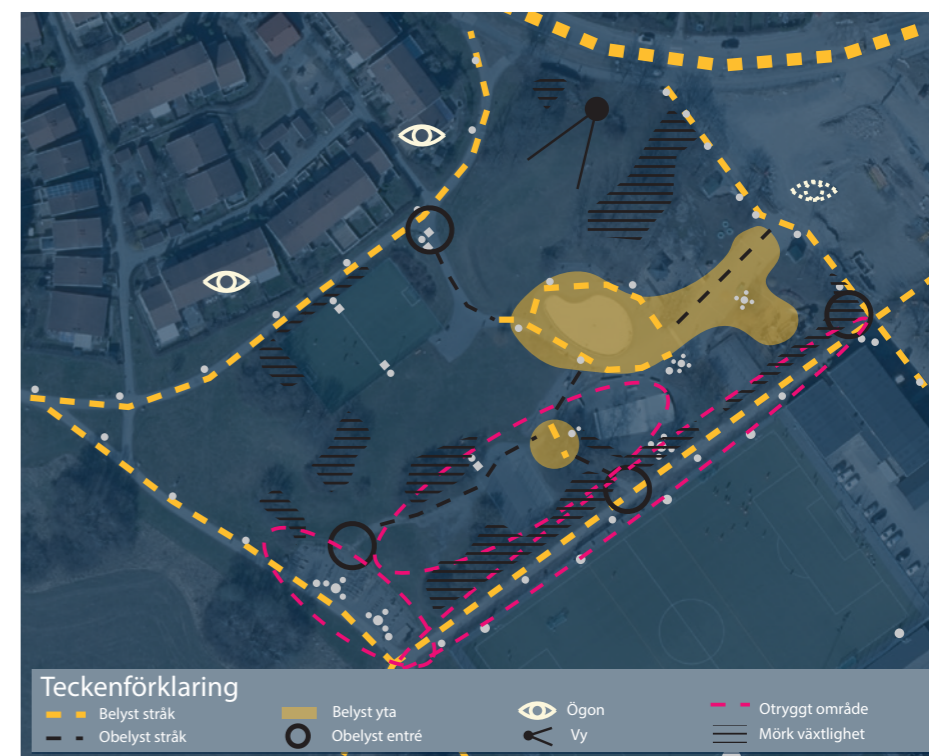 Teckenförklaring
Belyst stråk
Belyst yta
Ögon
Otryggt område
Obelyst stråk
Obelyst entré
Vy
Mörk växtlighet